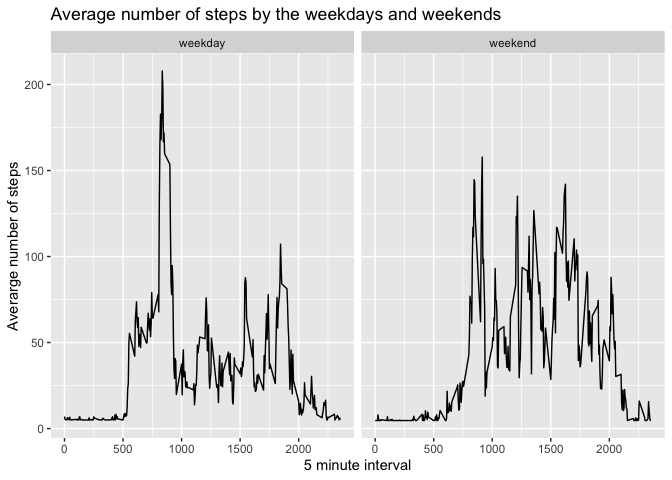 Average number of steps by the weekdays and weekends
weekday
weekend
Averarge number of steps
200
150
100
50
0
0 500 1000 1500 2000
0 500 1000 1500 2000
5 minute interval